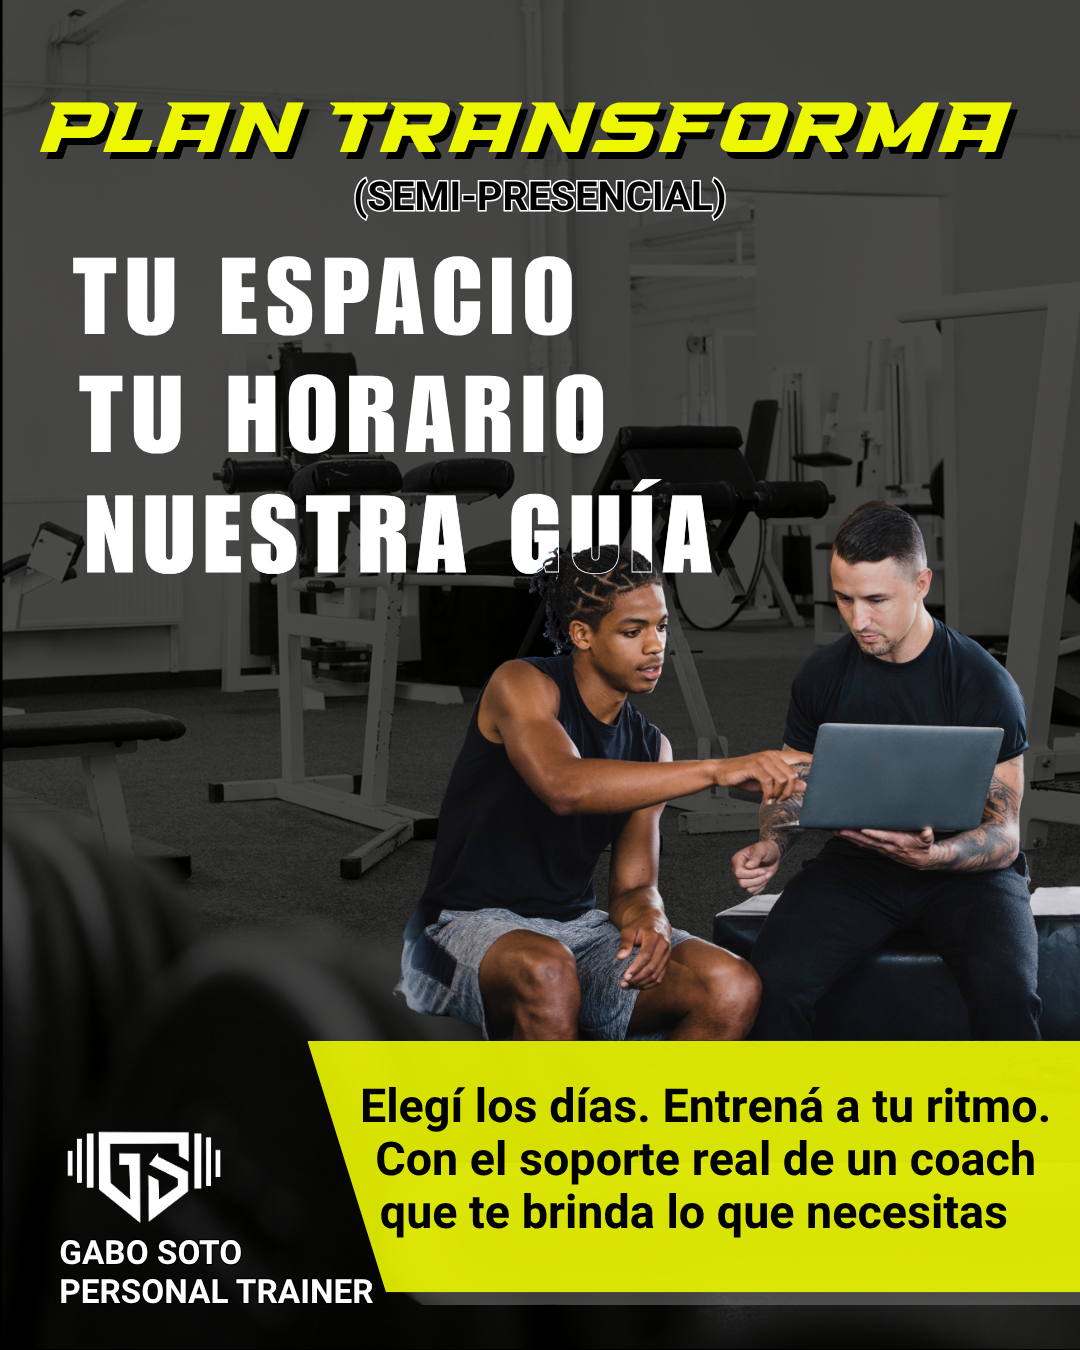 PLAN TRANSFORMA
(SEMI-PRESENCIAL)
TU ESPACIO
TU HORARIO
NUESTRA GUÍA
Elegí los días. Entrená a tu ritmo.
Con el soporte real de un coach
que te brinda lo que necesitas
GS
GABO SOTO
PERSONAL TRAINER